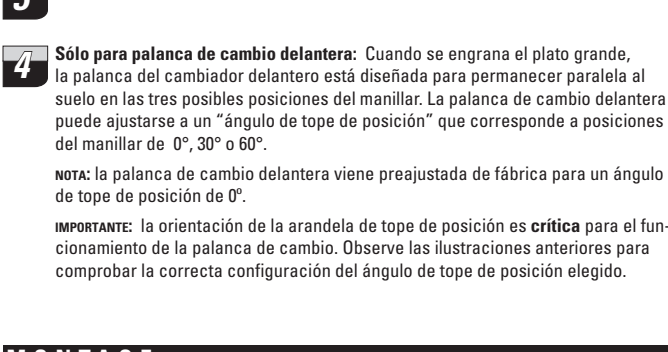 4 Sólo para palanca de cambio delantera: Cuando se engrana el plato grande,
la palanca del cambiador delantero está diseñada para permanecer paralela al
suelo en las tres posibles posiciones del manillar. La palanca de cambio delantera
puede ajustarse a un “ángulo de tope de posición” que corresponde a posiciones
del manillar de 0°, 30° o 60°.
NOTA: la palanca de cambio delantera viene preajustada de fábrica para un ángulo
de tope de posición de 0º.
IMPORTANTE: la orientación de la arandela de tope de posición es crítica para el fun-
cionamiento de la palanca de cambio. Observe las ilustraciones anteriores para
comprobar la correcta configuración del ángulo de tope de posición elegido.